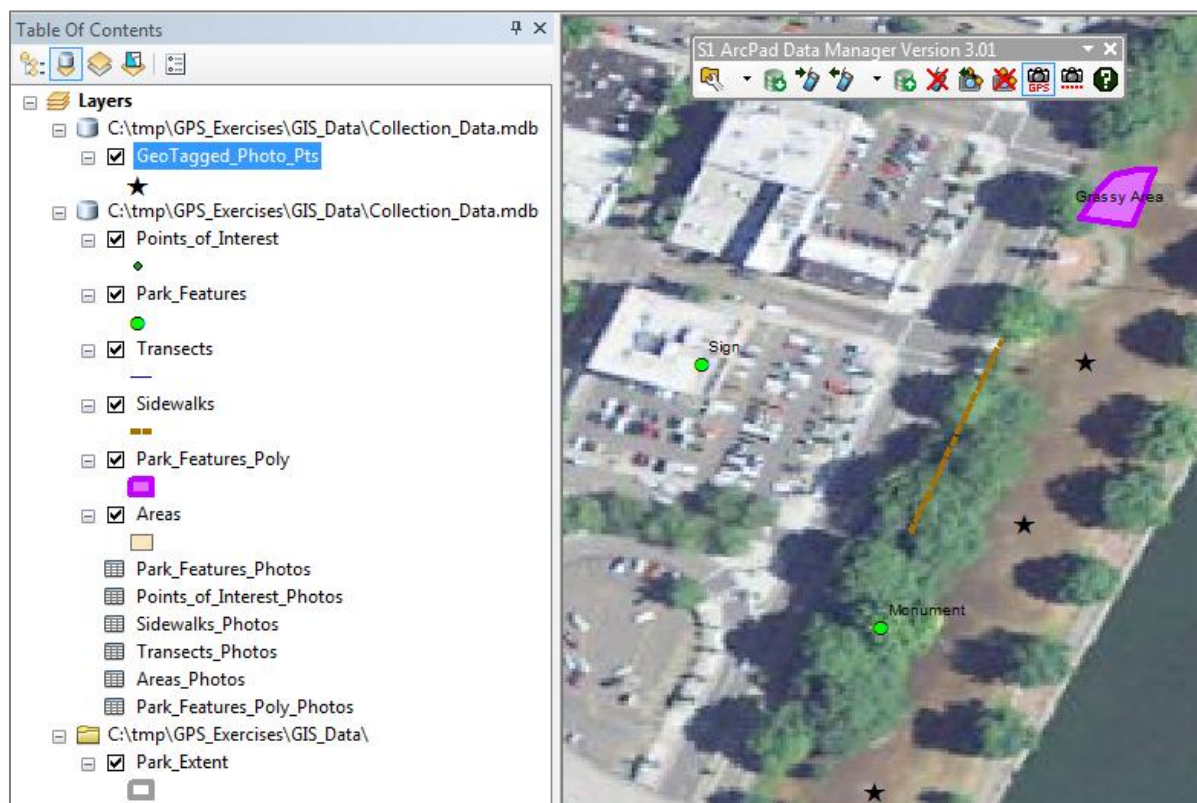 Table Of Contents
Layers
C:\tmp\GPS_Exercises\GIS_Data\Collection_Data.mdb
GeoTagged_Photo_Pts
C:\tmp\GPS_Exercises\GIS_Data\Collection_Data.mdb
Points_of_Interest
Park_Features
Transects
Sidewalks
Park_Features_Poly
Areas
Park_Features_Photos
Points_of_Interest_Photos
Sidewalks_Photos
Transects_Photos
Areas_Photos
Park_Features_Poly_Photos
C:\tmp\GPS_Exercises\GIS_Data\
Park_Extent
S1 ArcPad Data Manager Version 3.01
GPS
?
Grassy Area
Sign
Monument